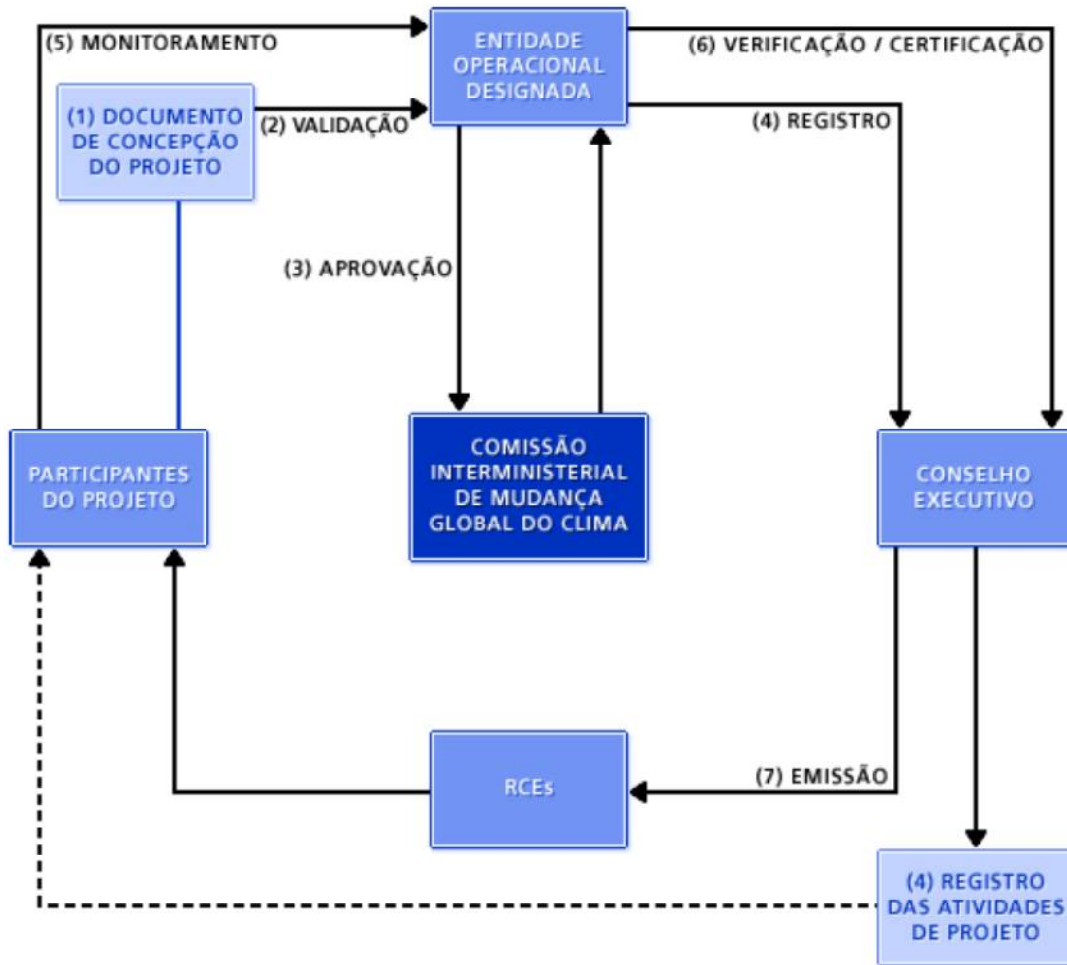 (5) MONITORAMENTO
ENTIDADE
OPERACIONAL
DESIGNADA
(6) VERIFICAÇÃO / CERTIFICAÇÃO
(1) DOCUMENTO
DE CONCEPÇÃO
DO PROJETO
(2) VALIDAÇÃO
(4) REGISTRO
(3) APROVAÇÃO
PARTICIPANTES
DO PROJETO
COMISSÃO
INTERMINISTERIAL
DE MUDANÇA
GLOBAL DO CLIMA
CONSELHO
EXECUTIVO
RCEs
(7) EMISSÃO
(4) REGISTRO
DAS ATIVIDADES
DE PROJETO